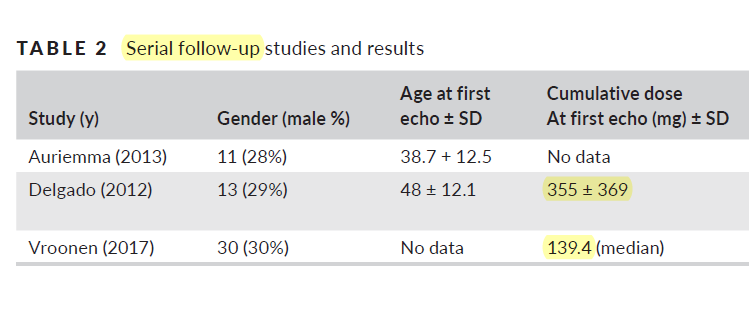 TABLE 2 Serial follow-up studies and results
Age at first Cumulative dose
Study (y) Gender (male %) echo ± SD At first echo (mg) ± SD
Auriemma (2013) 11 (28%) 38.7 + 12.5 No data
Delgado (2012) 13 (29%) 48 ± 12.1 355 ± 369
Vroonen (2017) 30 (30%) No data 139.4 (median)